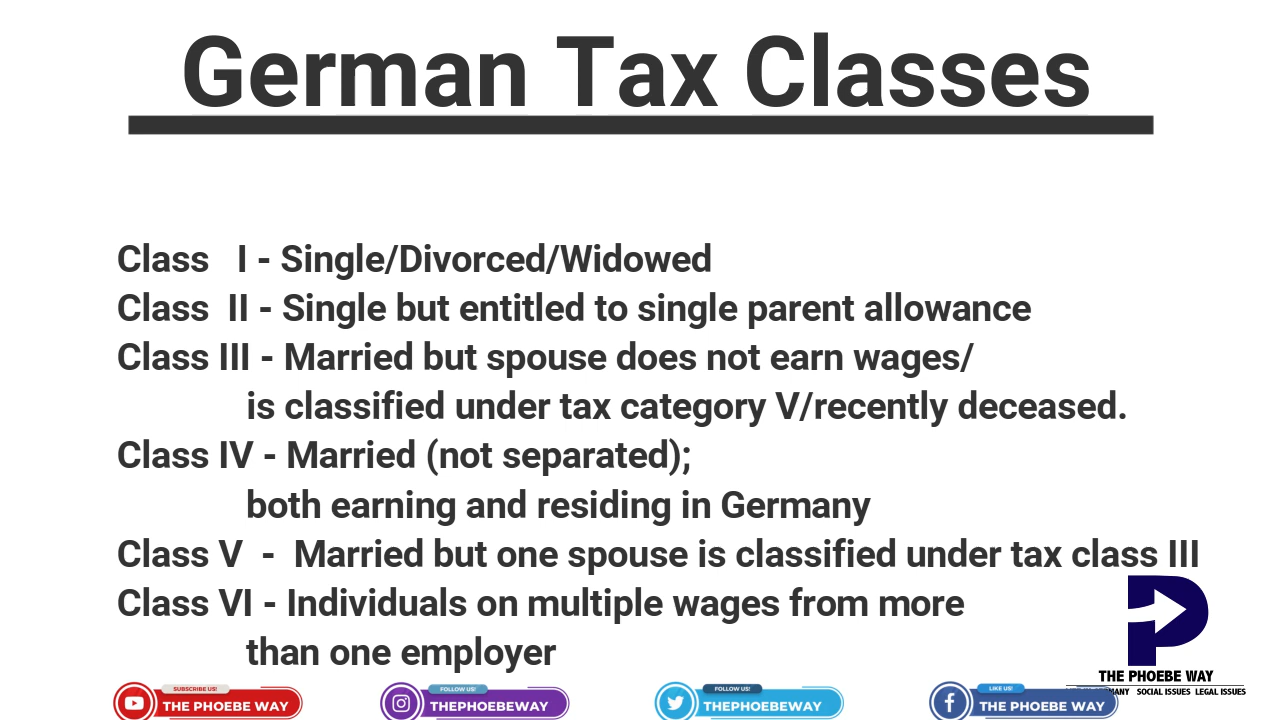 German Tax Classes
Class I - Single/Divorced/Widowed
Class II - Single but entitled to single parent allowance
Class III - Married but spouse does not earn wages/
is classified under tax category V/recently deceased.
Class IV - Married (not separated);
both earning and residing in Germany
Class V - Married but one spouse is classified under tax class III
Class VI - Individuals on multiple wages from more
than one employer
THE PHOEBE WAY
SOCIAL ISSUES LEGAL ISSUES
SUBSCRIBE US!
THE PHOEBE WAY
FOLLOW US!
THEPHOEBEWAY
FOLLOW US!
THEPHOEBEWAY
LIKE US!
THE PHOEBE WAY